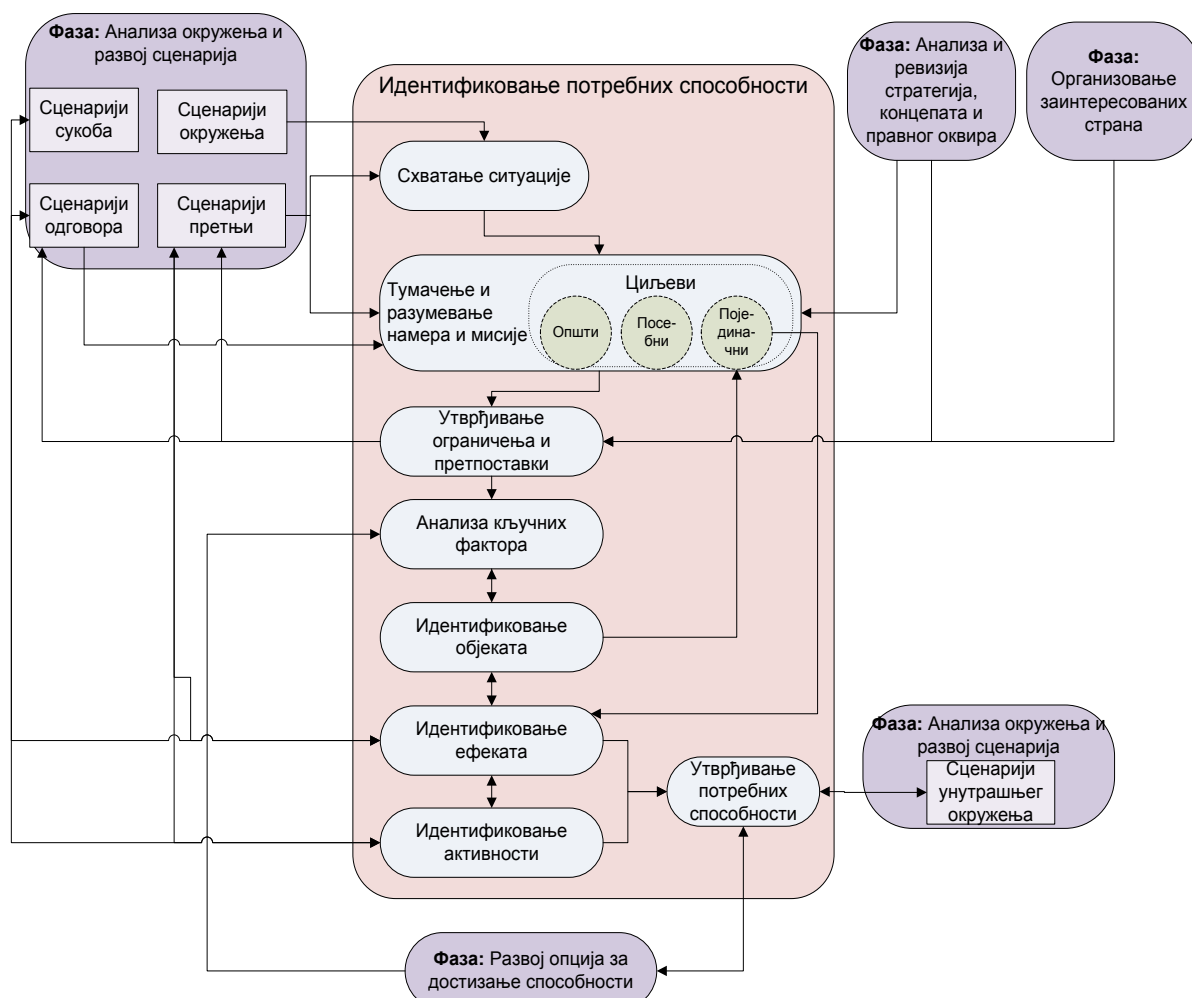 Фаза: Анализа окружења и
развој сценарија
Сценарији
сукоба
Сценарији
окружења
Сценарији
одговора
Сценарији
претњи
Фаза: Анализа и
ревизија
стратегија,
концепата и
правног оквира
Фаза:
Организовање
заинтересованих
страна
Идентификовање потребних способности
Схватање ситуације
Тумачење и
разумевање
намера и мисије
Циљеви
Општи
Посе-
бни
Поје-
дина-
чни
Утврђивање
ограничења и
претпоставки
Анализа кључних
фактора
Идентификовање
објеката
Идентификовање
ефеката
Идентификовање
активности
Утврђивање
потребних
способности
Фаза: Анализа окружења и
развој сценарија
Сценарији
унутрашњег
окружења
Фаза: Развој опција за
достизање способности